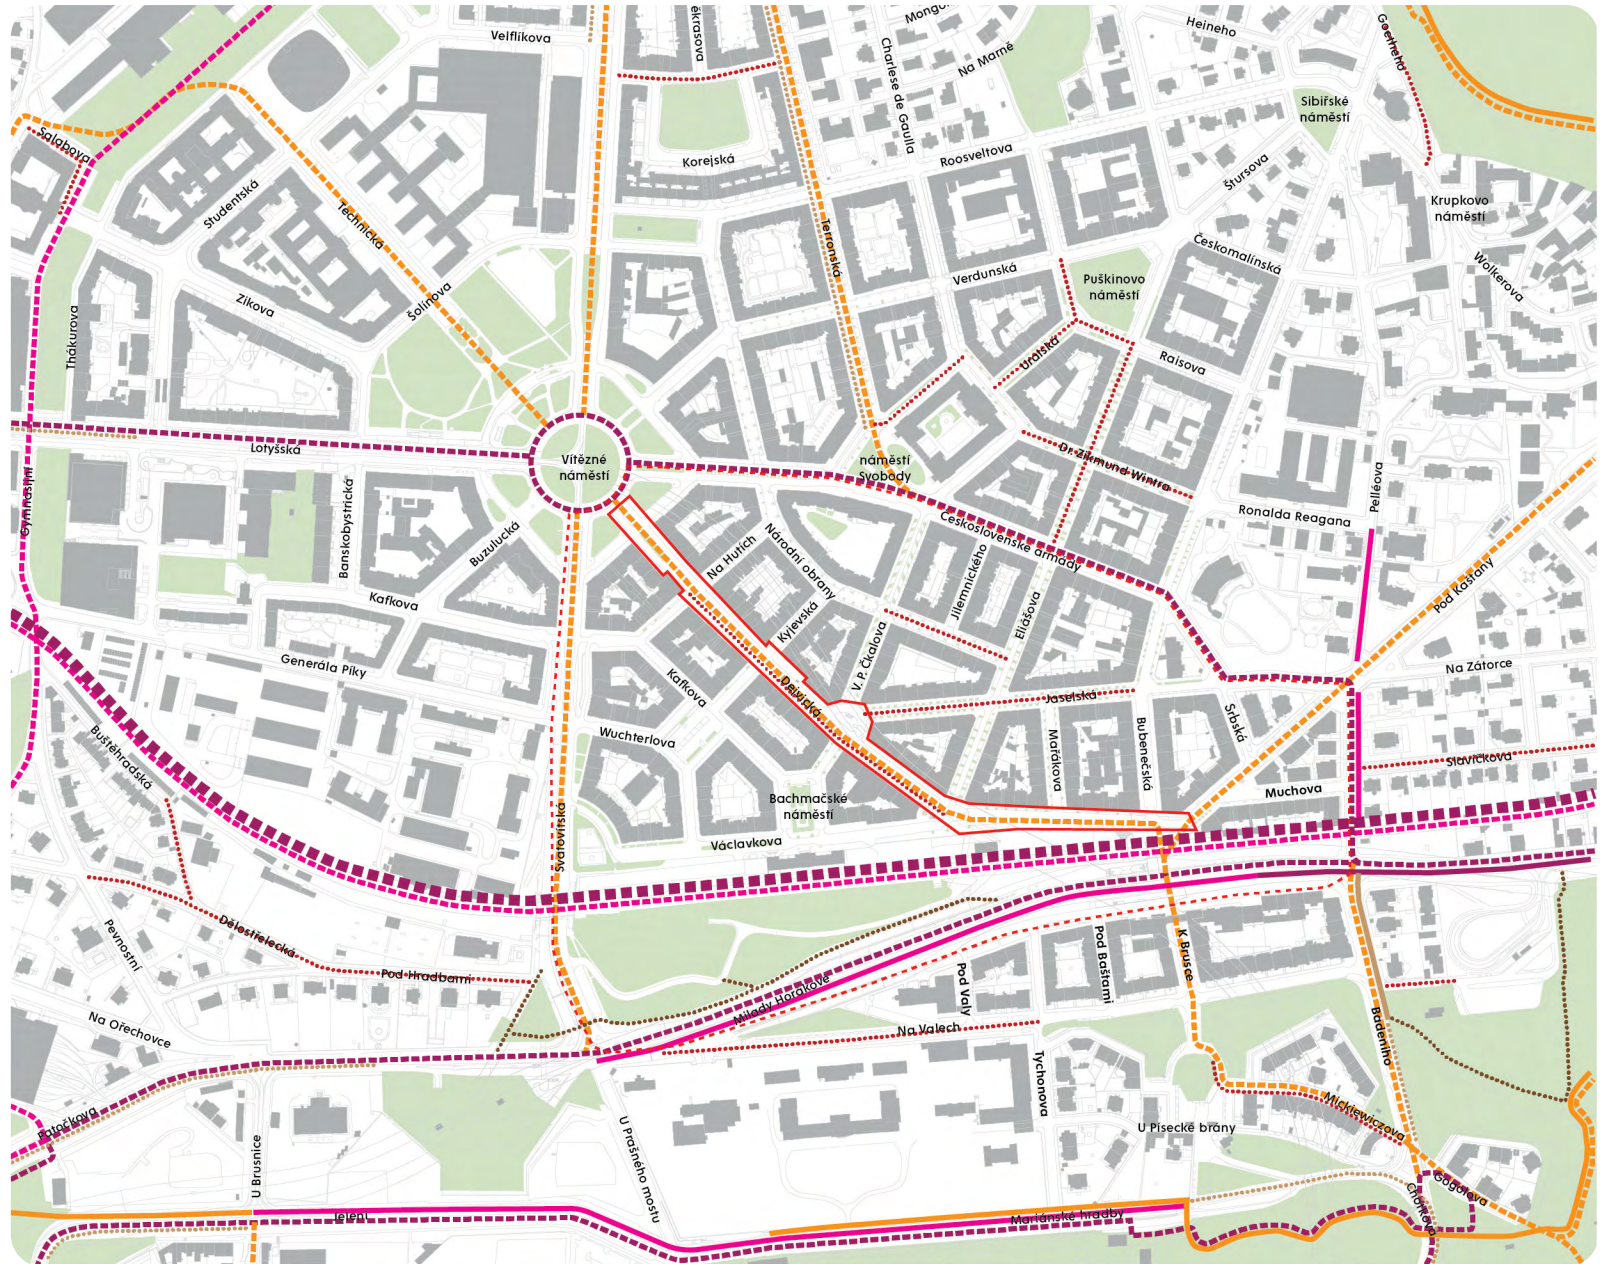 Velflíkova
Mongol
Heineho
Goetheho
Charlese de Gaulla
Na Marně
Sibiřské
náměstí
Salabova
Korejská
Roosveltova
Štursova
Studentská
Technická
Terronská
Krupkovo
náměstí
Českomalínská
Wolkerova
Verdunská
Puškinovo
náměstí
Zikova
Šolínova
Thákurova
Uralská
Raisova
Lotyšská
Vítězné
náměstí
náměstí
Svobody
Dr. Zikmund Wintra
Pelléova
Gymnasijní
Banskobystrická
Buzulucká
Na Hutích
Národní obrany
Československé armády
Ronalda Reagana
Jilemnického
Pod Kaštany
Kafkova
Kyjevská
Eliášova
V. P. Čkalova
Generála Píky
Kafkova
Dejvická
Jaselská
Na Zátorce
Wuchterlova
Srbská
Mařákova
Bubenečská
Buštěhradská
Slavíčkova
Muchova
Bachmačské
náměstí
Svatovítská
Václavkova
Pevnostní
Dělostřelecká
Pod Hradbami
K Brusce
Pod Baštami
Pod Valy
Milady Horákové
Na Ořechovce
Na Valech
Badeniho
Tychonova
Patočkova
Mickiewiczova
U Brusnice
U Prašného mostu
U Písecké brány
Gogolova
Chotkova
Jelení
Mariánské hradby